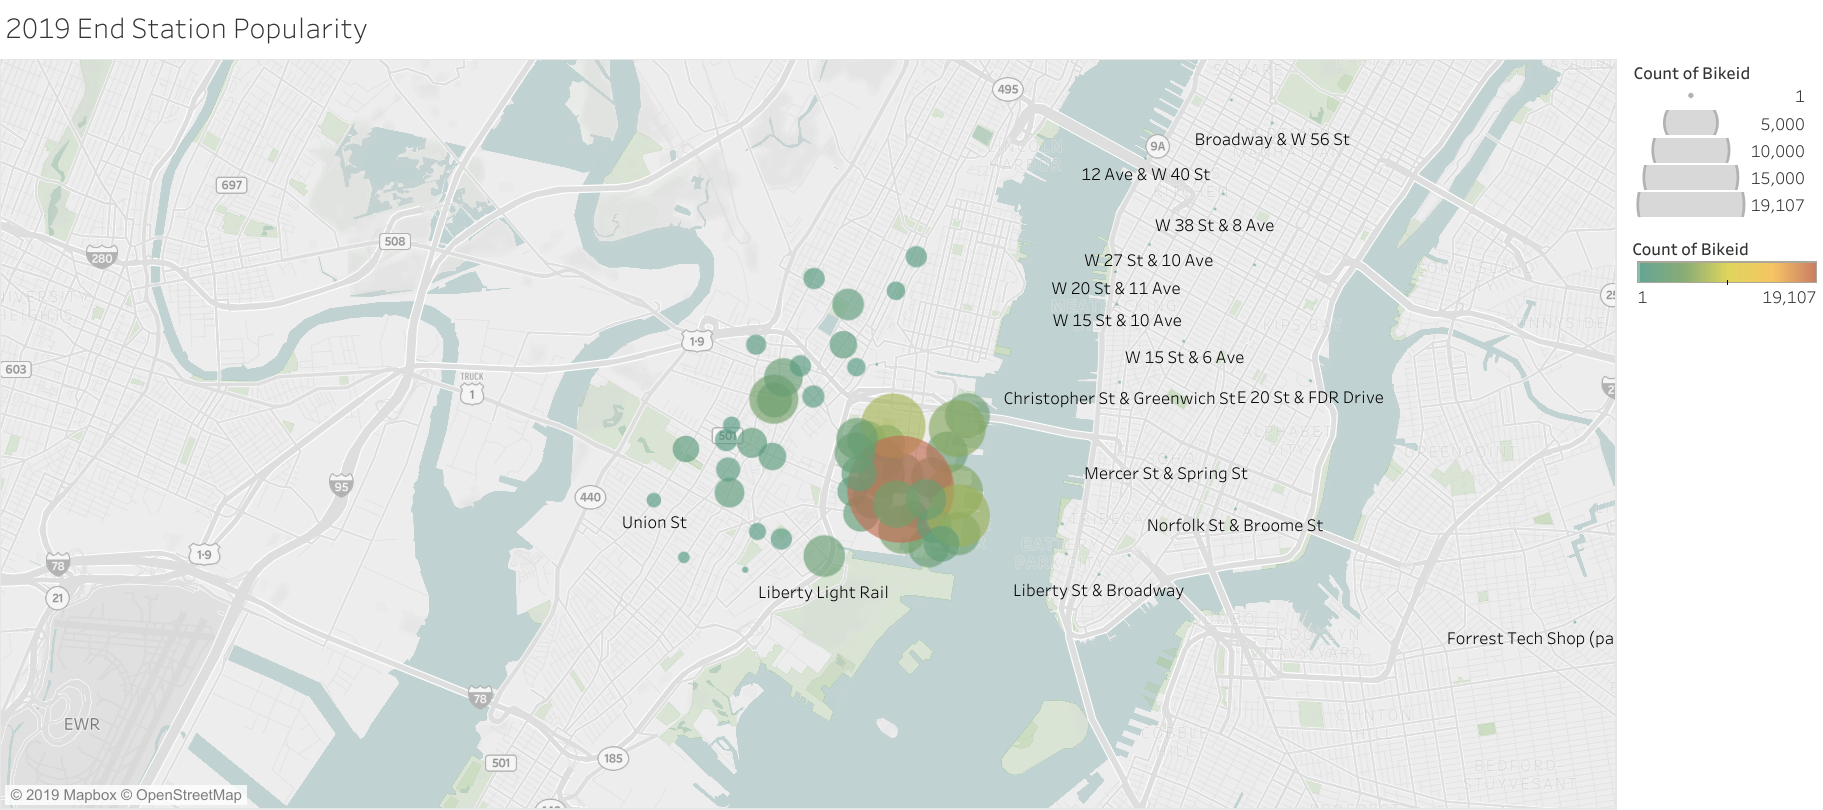 2019 End Station Popularity
Count of Bikeid
1
5,000
10,000
15,000
19,107
Count of Bikeid
1 19,107
495
9A
Broadway & W 56 St
12 Ave & W 40 St
697
W 38 St & 8 Ave
508
280
W 27 St & 10 Ave
W 20 St & 11 Ave
W 15 St & 10 Ave
1·9
W 15 St & 6 Ave
603
TRUCK
1
Christopher St & Greenwich St
E 20 St & FDR Drive
501
Mercer St & Spring St
95
440
Union St
Norfolk St & Broome St
1·9
78
Liberty Light Rail
Liberty St & Broadway
21
Forrest Tech Shop (pa
78
EWR
501
185
© 2019 Mapbox © OpenStreetMap